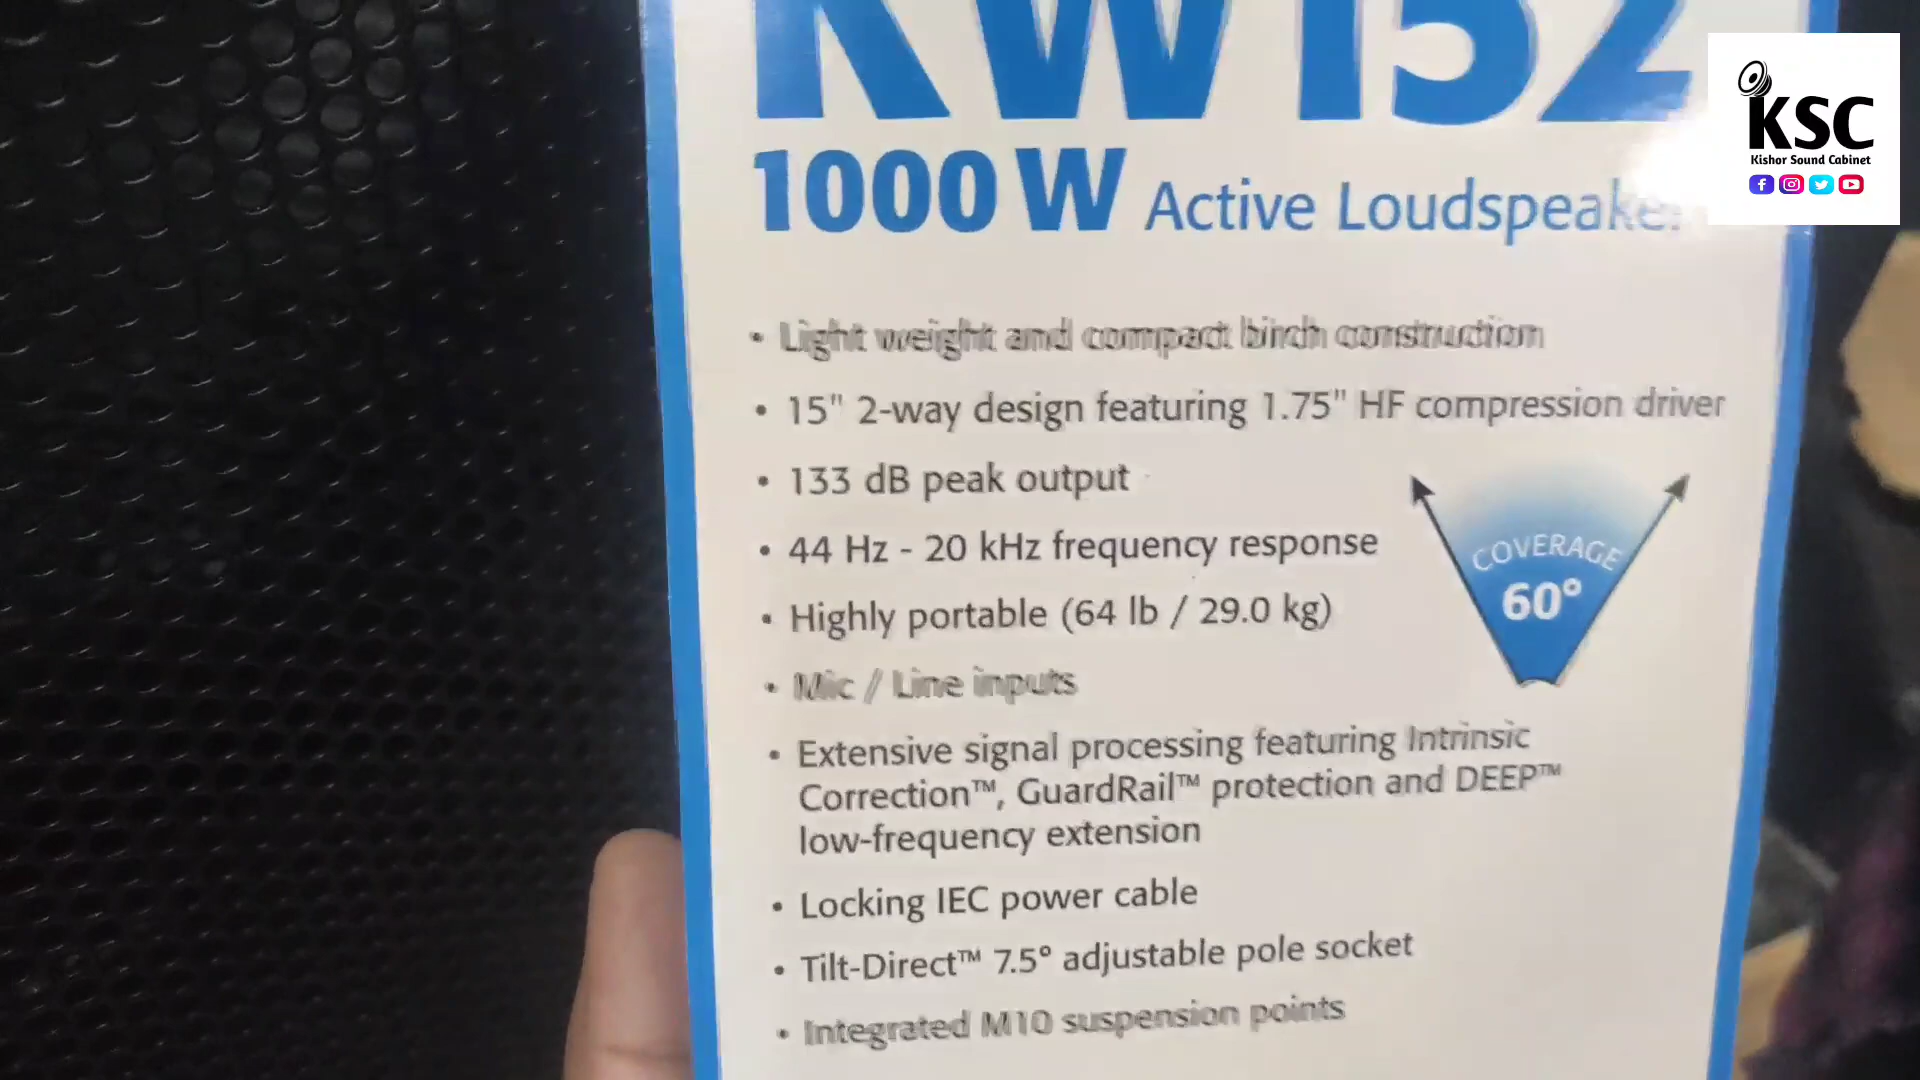 KW152
1000 W Active Loudspeaker
KSC
Kishor Sound Cabinet
• Light weight and compact birch construction
• 15" 2-way design featuring 1.75" HF compression driver
• 133 dB peak output
• 44 Hz - 20 kHz frequency response
COVERAGE
60°
• Highly portable (64 lb / 29.0 kg)
• Mic / Line inputs
• Extensive signal processing featuring Intrinsic
Correction™, GuardRail™ protection and DEEP™
low-frequency extension
• Locking IEC power cable
• Tilt-Direct™ 7.5° adjustable pole socket
• Integrated M10 suspension points